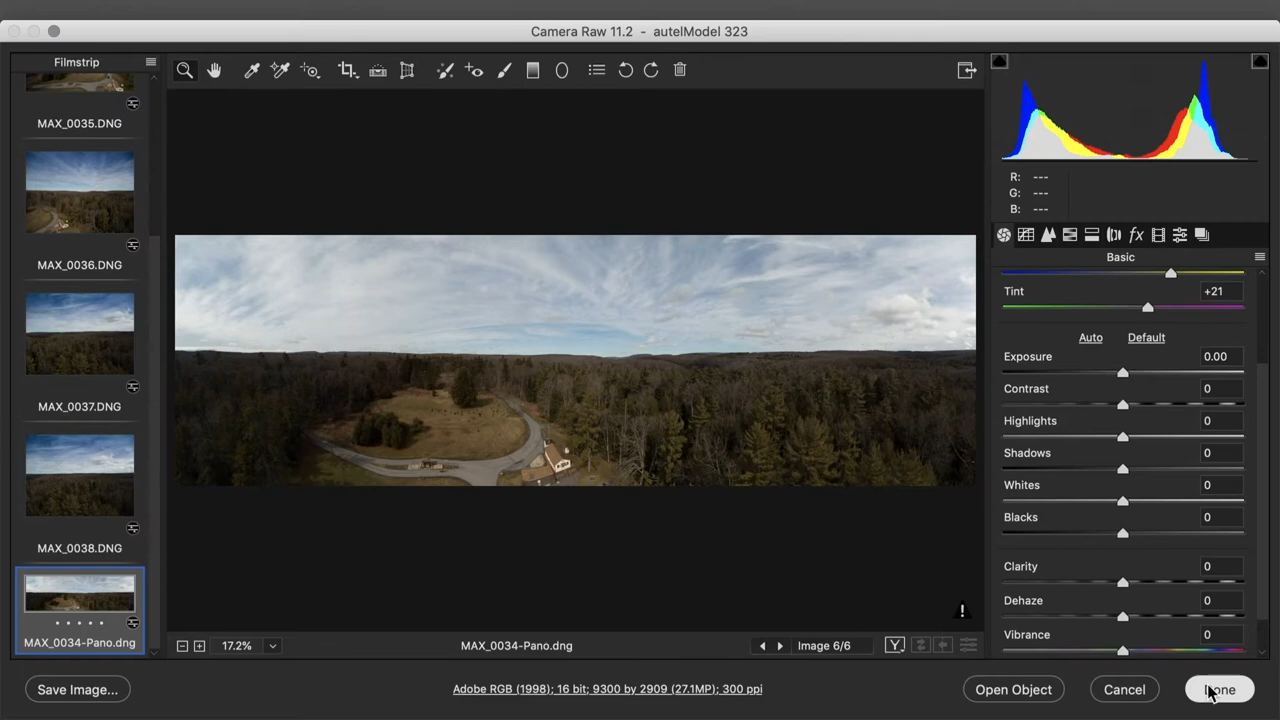 Camera Raw 11.2 - autelModel 323
Filmstrip
MAX_0035.DNG
MAX_0036.DNG
MAX_0037.DNG
MAX_0038.DNG
MAX_0034-Pano.dng
17.2%
MAX_0034-Pano.dng
Image 6/6
Y
R: ---
G: ---
B: ---
fx
Basic
Tint +21
Auto Default
Exposure 0.00
Contrast 0
Highlights 0
Shadows 0
Whites 0
Blacks 0
Clarity 0
Dehaze 0
Vibrance 0
Save Image...
Adobe RGB (1998); 16 bit; 9300 by 2909 (27.1MP); 300 ppi
Open Object
Cancel
Done